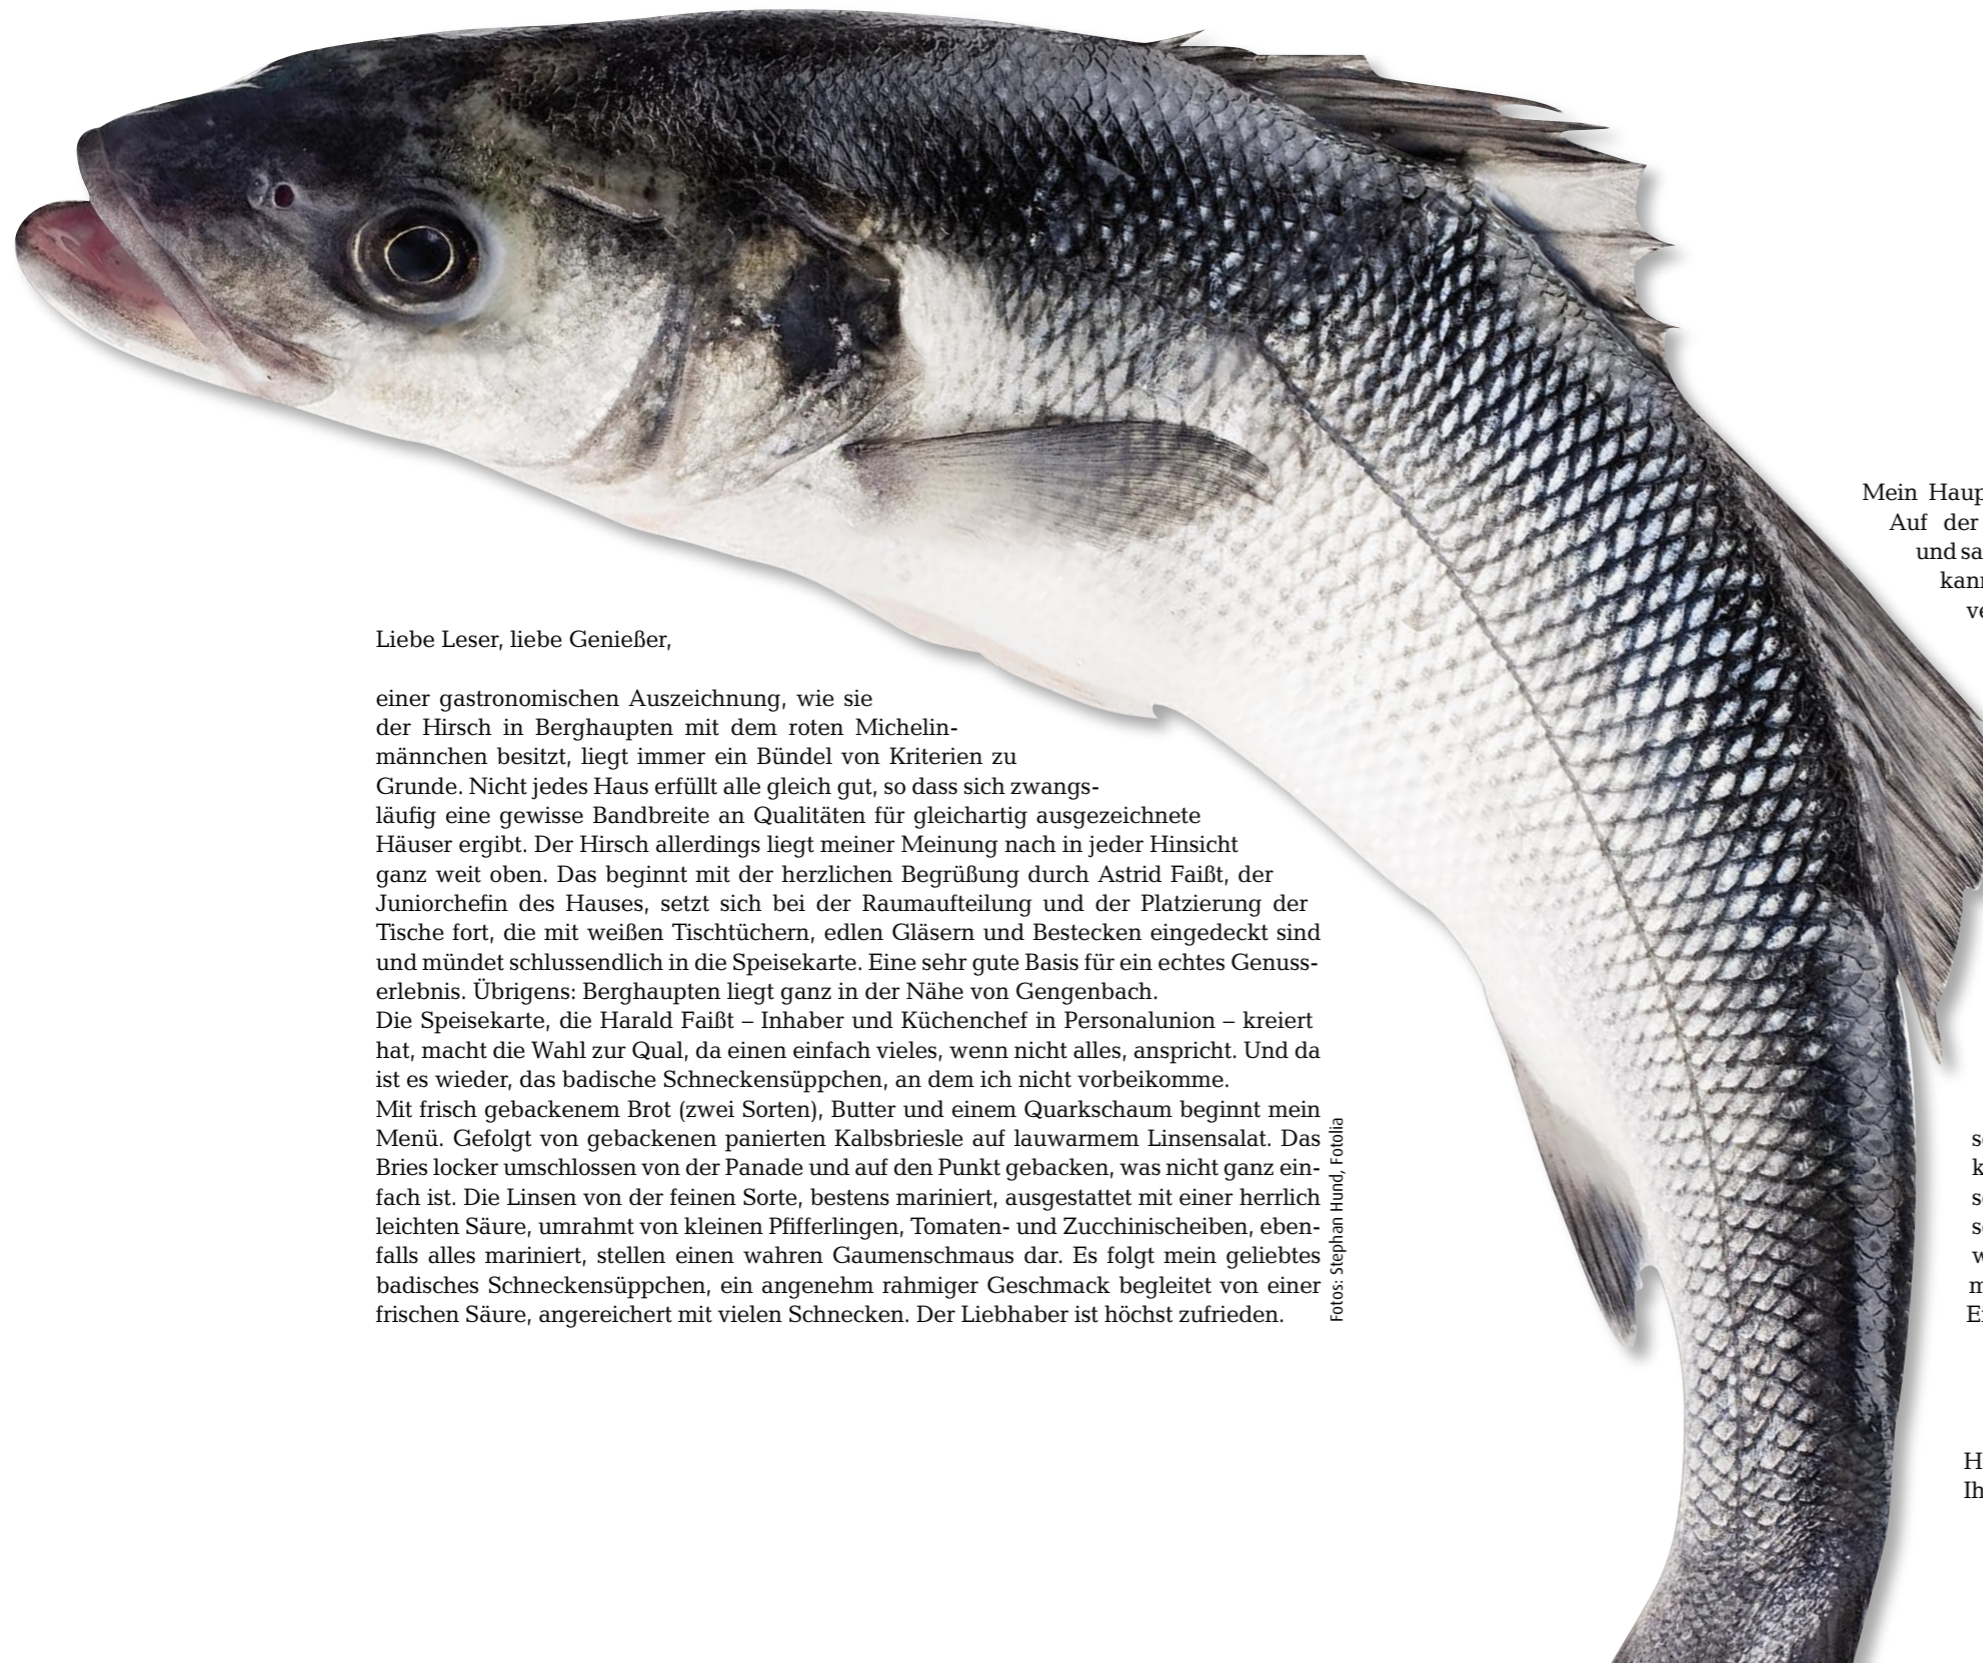 Liebe Leser, liebe Genießer,
einer gastronomischen Auszeichnung, wie sie
der Hirsch in Berghaupten mit dem roten Michelin-
männchen besitzt, liegt immer ein Bündel von Kriterien zu
Grunde. Nicht jedes Haus erfüllt alle gleich gut, so dass sich zwangs-
läufig eine gewisse Bandbreite an Qualitäten für gleichartig ausgezeichnete
Häuser ergibt. Der Hirsch allerdings liegt meiner Meinung nach in jeder Hinsicht
ganz weit oben. Das beginnt mit der herzlichen Begrüßung durch Astrid Faißt, der
Juniorchefin des Hauses, setzt sich bei der Raumaufteilung und der Platzierung der
Tische fort, die mit weißen Tischtüchern, edlen Gläsern und Bestecken eingedeckt sind
und mündet schlussendlich in die Speisekarte. Eine sehr gute Basis für ein echtes Genuss-
erlebnis. Übrigens: Berghaupten liegt ganz in der Nähe von Gengenbach.
Die Speisekarte, die Harald Faißt – Inhaber und Küchenchef in Personalunion – kreiert
hat, macht die Wahl zur Qual, da einen einfach vieles, wenn nicht alles, anspricht. Und da
ist es wieder, das badische Schneckensüppchen, an dem ich nicht vorbeikomme.
Mit frisch gebackenem Brot (zwei Sorten), Butter und einem Quarkschaum beginnt mein
Menü. Gefolgt von gebackenen panierten Kalbsbriesle auf lauwarmem Linsensalat. Das
Bries locker umschlossen von der Panade und auf den Punkt gebacken, was nicht ganz ein-
fach ist. Die Linsen von der feinen Sorte, bestens mariniert, ausgestattet mit einer herrlich
leichten Säure, umrahmt von kleinen Pfifferlingen, Tomaten- und Zucchinischeiben, eben-
falls alles mariniert, stellen einen wahren Gaumenschmaus dar. Es folgt mein geliebtes
badisches Schneckensüppchen, ein angenehm rahmiger Geschmack begleitet von einer
frischen Säure, angereichert mit vielen Schnecken. Der Liebhaber ist höchst zufrieden.
Fotos: Stephan Hund, Fotolia
Mein
Auf der
und